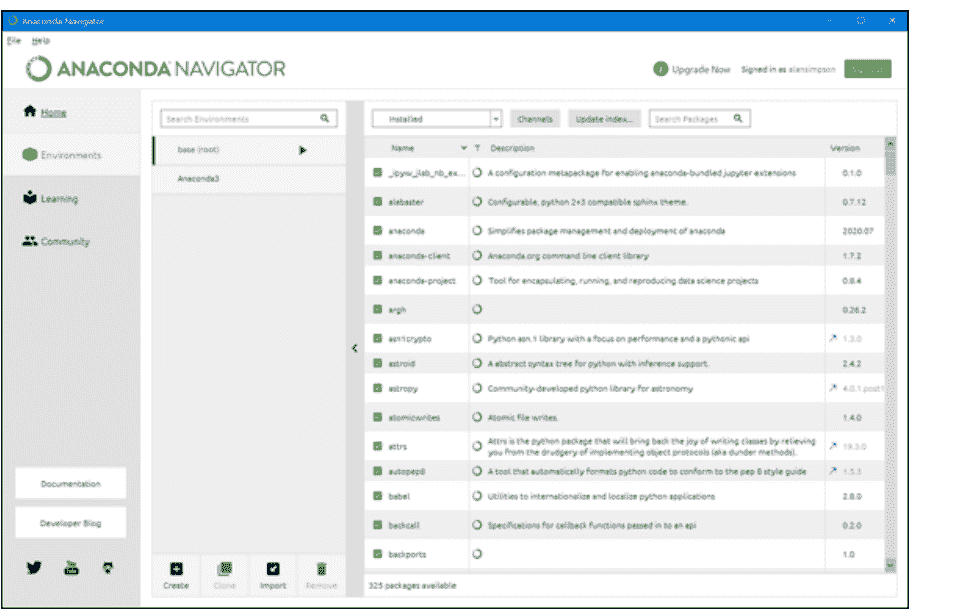 Anaconda Navigator
File Help
ANACONDA NAVIGATOR
Upgrade Now Signed in as alansimpson
Home
Environments
Learning
Community
Documentation
Developer Blog
Search Environments
base (root)
Anaconda3
Create Clone Import Remove
Installed Channels Update index... Search Packages
Name T Description Version
_ipyw_jlab_nb_ex... A configuration metapackage for enabling anaconda-bundled jupyter extensions 0.1.0
alabaster Configurable, python 2+3 compatible sphinx theme. 0.7.12
anaconda Simplifies package management and deployment of anaconda 2020.07
anaconda-client Anaconda.org command line client library 1.7.2
anaconda-project Tool for encapsulating, running, and reproducing data science projects 0.8.4
argh 0.26.2
asn1crypto Python asn.1 library with a focus on performance and a pythonic api 1.3.0
astroid A abstract syntax tree for python with inference support. 2.4.2
astropy Community-developed python library for astronomy 4.0.1.post1
atomicwrites Atomic file writes. 1.4.0
attrs Attrs is the python package that will bring back the joy of writing classes by relieving
you from the drudgery of implementing object protocols (aka dunder methods). 19.3.0
autopep8 A tool that automatically formats python code to conform to the pep 8 style guide 1.5.3
babel Utilities to internationalize and localize python applications 2.8.0
backcall Specifications for callback functions passed in to an api 0.2.0
backports 1.0
325 packages available